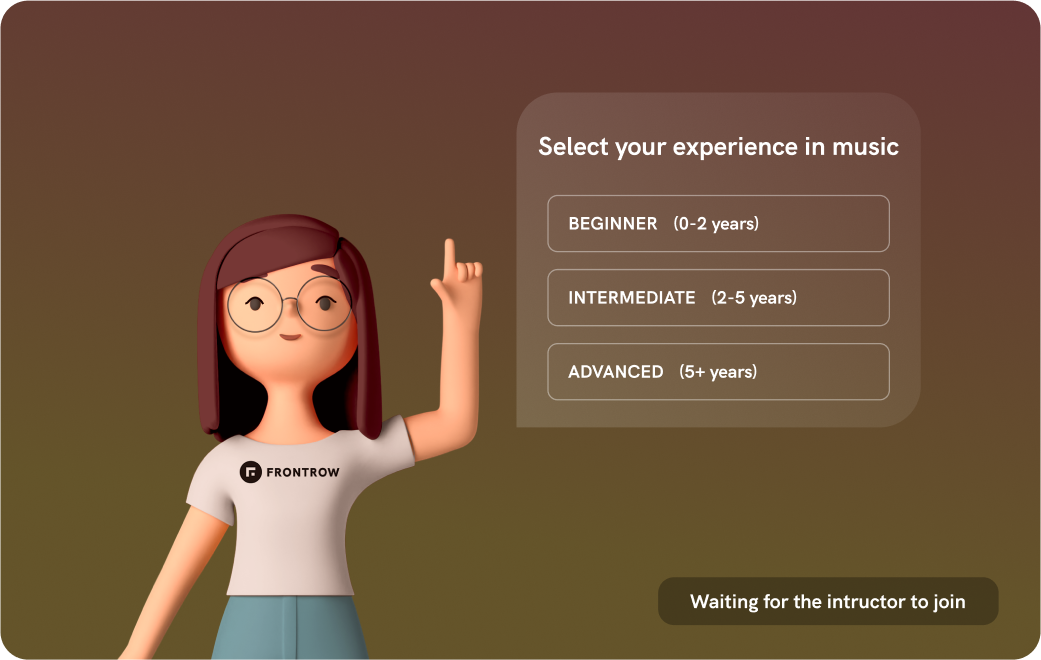 Select your experience in music
BEGINNER (0-2 years)
INTERMEDIATE (2-5 years)
ADVANCED (5+ years)
FRONTROW
Waiting for the intructor to join